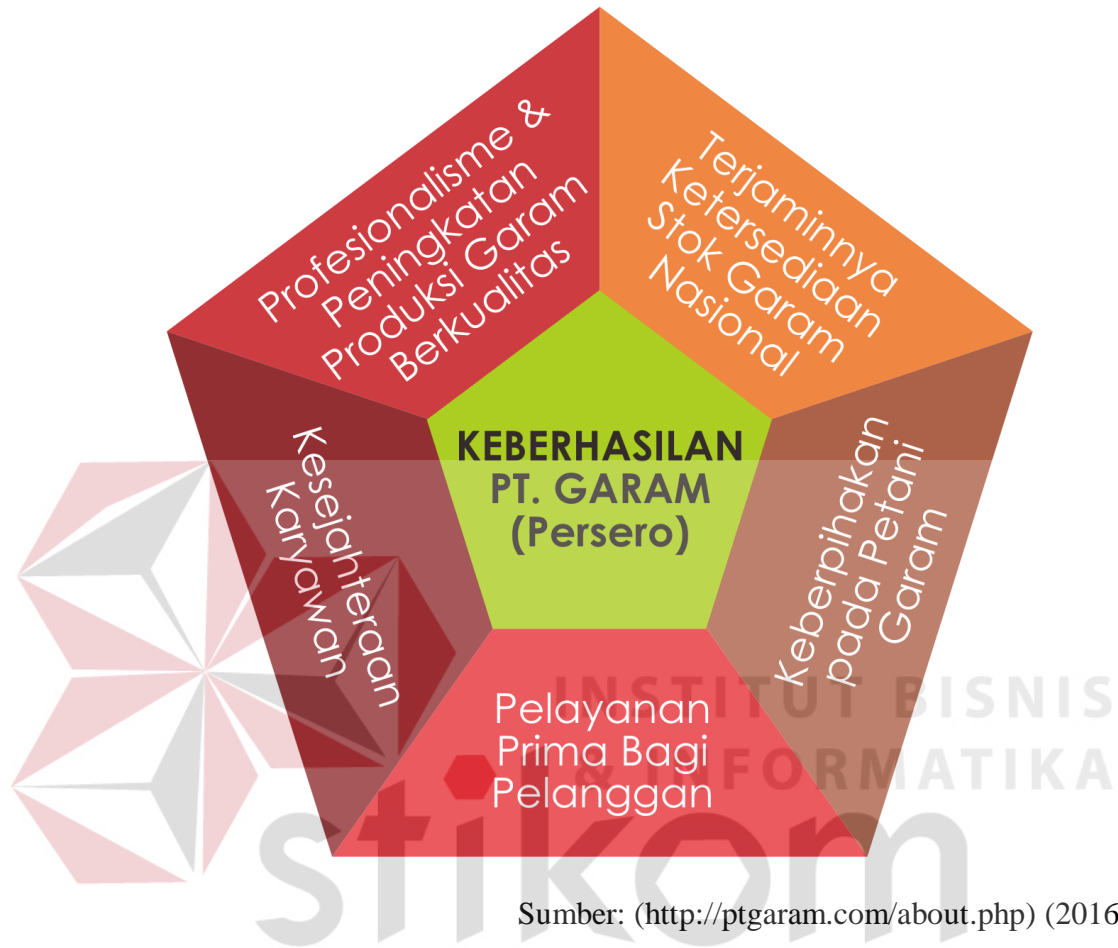 Profesionalisme &
Peningkatan
Produksi Garam
Berkualitas
Terjaminnya
Ketersediaan
Stok Garam
Nasional
KEBERHASILAN
PT. GARAM
(Persero)
Kesejahteraan
Karyawan
Keberpihakan
pada Petani
Garam
Pelayanan
Prima Bagi
Pelanggan
INSTITUT BISNIS
& INFORMATIKA
stikom
Sumber: (http://ptgaram.com/about.php) (2016